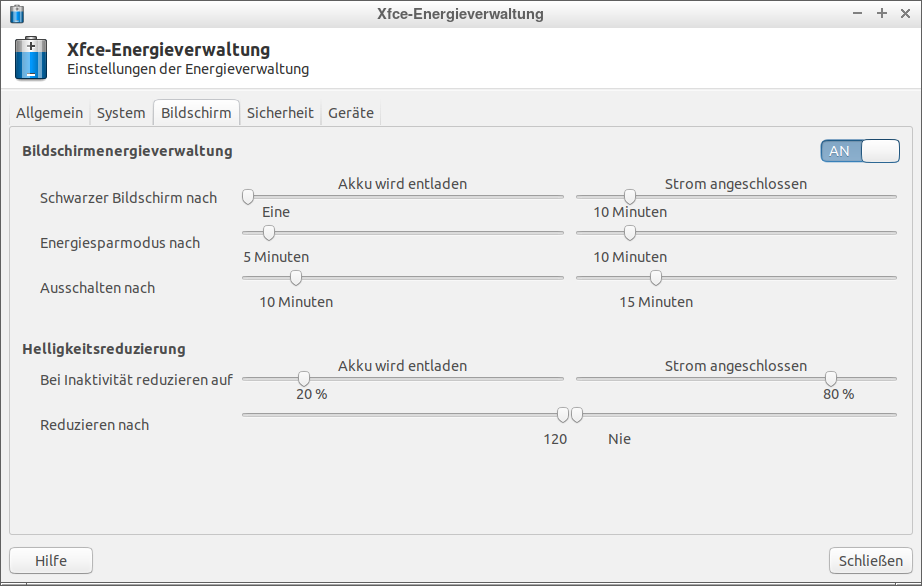 Xfce-Energieverwaltung
Xfce-Energieverwaltung
Einstellungen der Energieverwaltung
Allgemein System Bildschirm Sicherheit Geräte
Bildschirmenergieverwaltung AN
Akku wird entladen Strom angeschlossen
Schwarzer Bildschirm nach
Eine 10 Minuten
Energiesparmodus nach
5 Minuten 10 Minuten
Ausschalten nach
10 Minuten 15 Minuten
Helligkeitsreduzierung
Akku wird entladen Strom angeschlossen
Bei Inaktivität reduzieren auf
20 % 80 %
Reduzieren nach
120 Nie
Hilfe Schließen